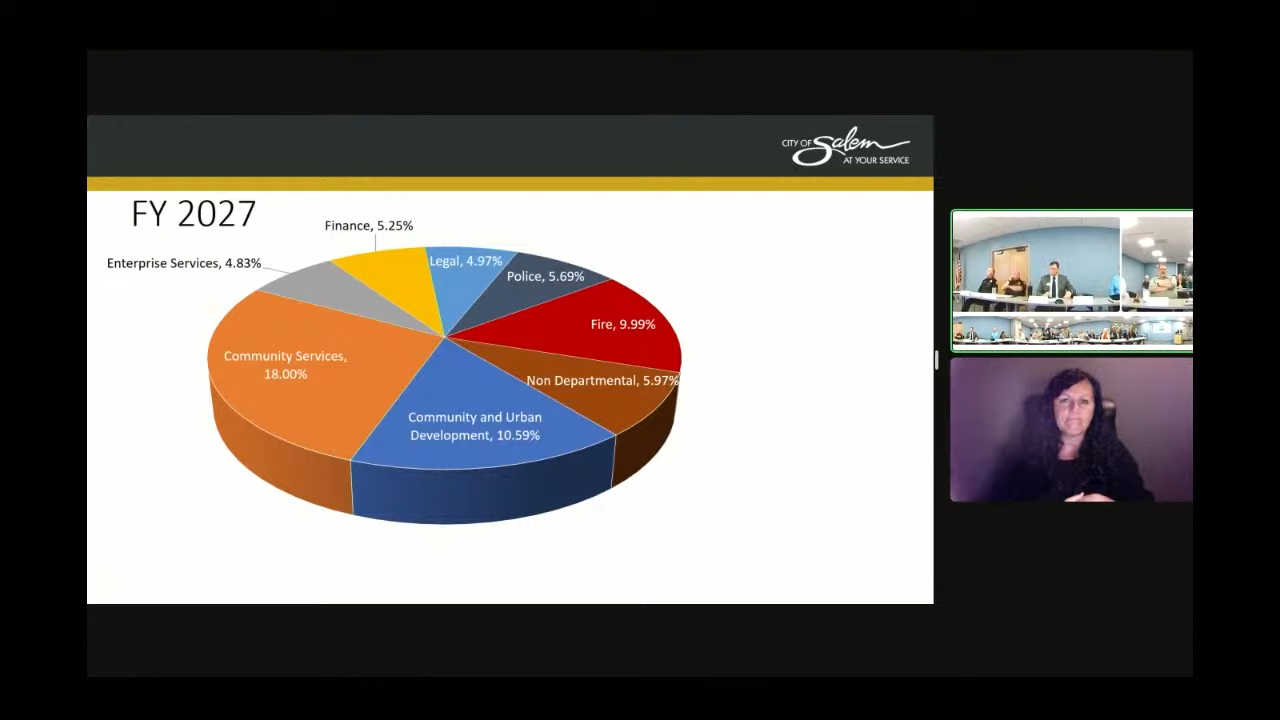 CITY OF Salem
AT YOUR SERVICE
FY 2027
Finance, 5.25%
Enterprise Services, 4.83%
Legal, 4.97%
Police, 5.69%
Fire, 9.99%
Community Services,
18.00%
Non Departmental, 5.97%
Community and Urban
Development, 10.59%